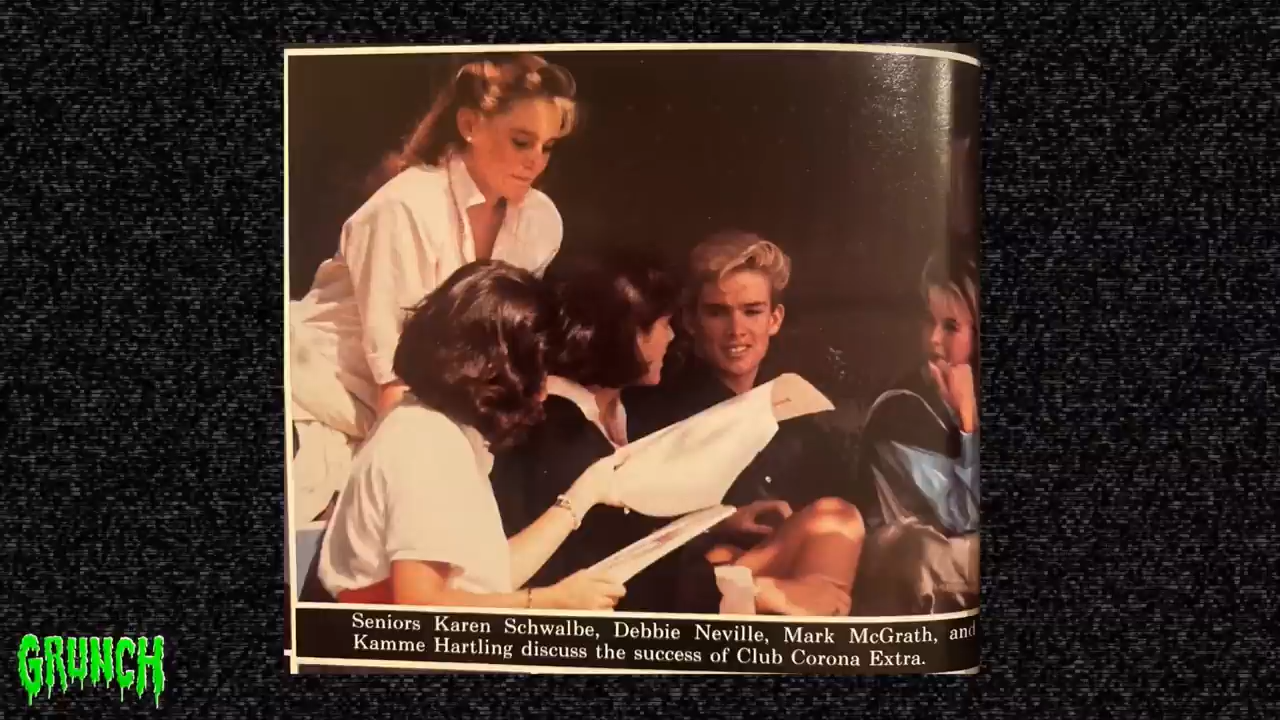 Seniors Karen Schwalbe, Debbie Neville, Mark McGrath, and
Kamme Hartling discuss the success of Club Corona Extra.
GRUNCH